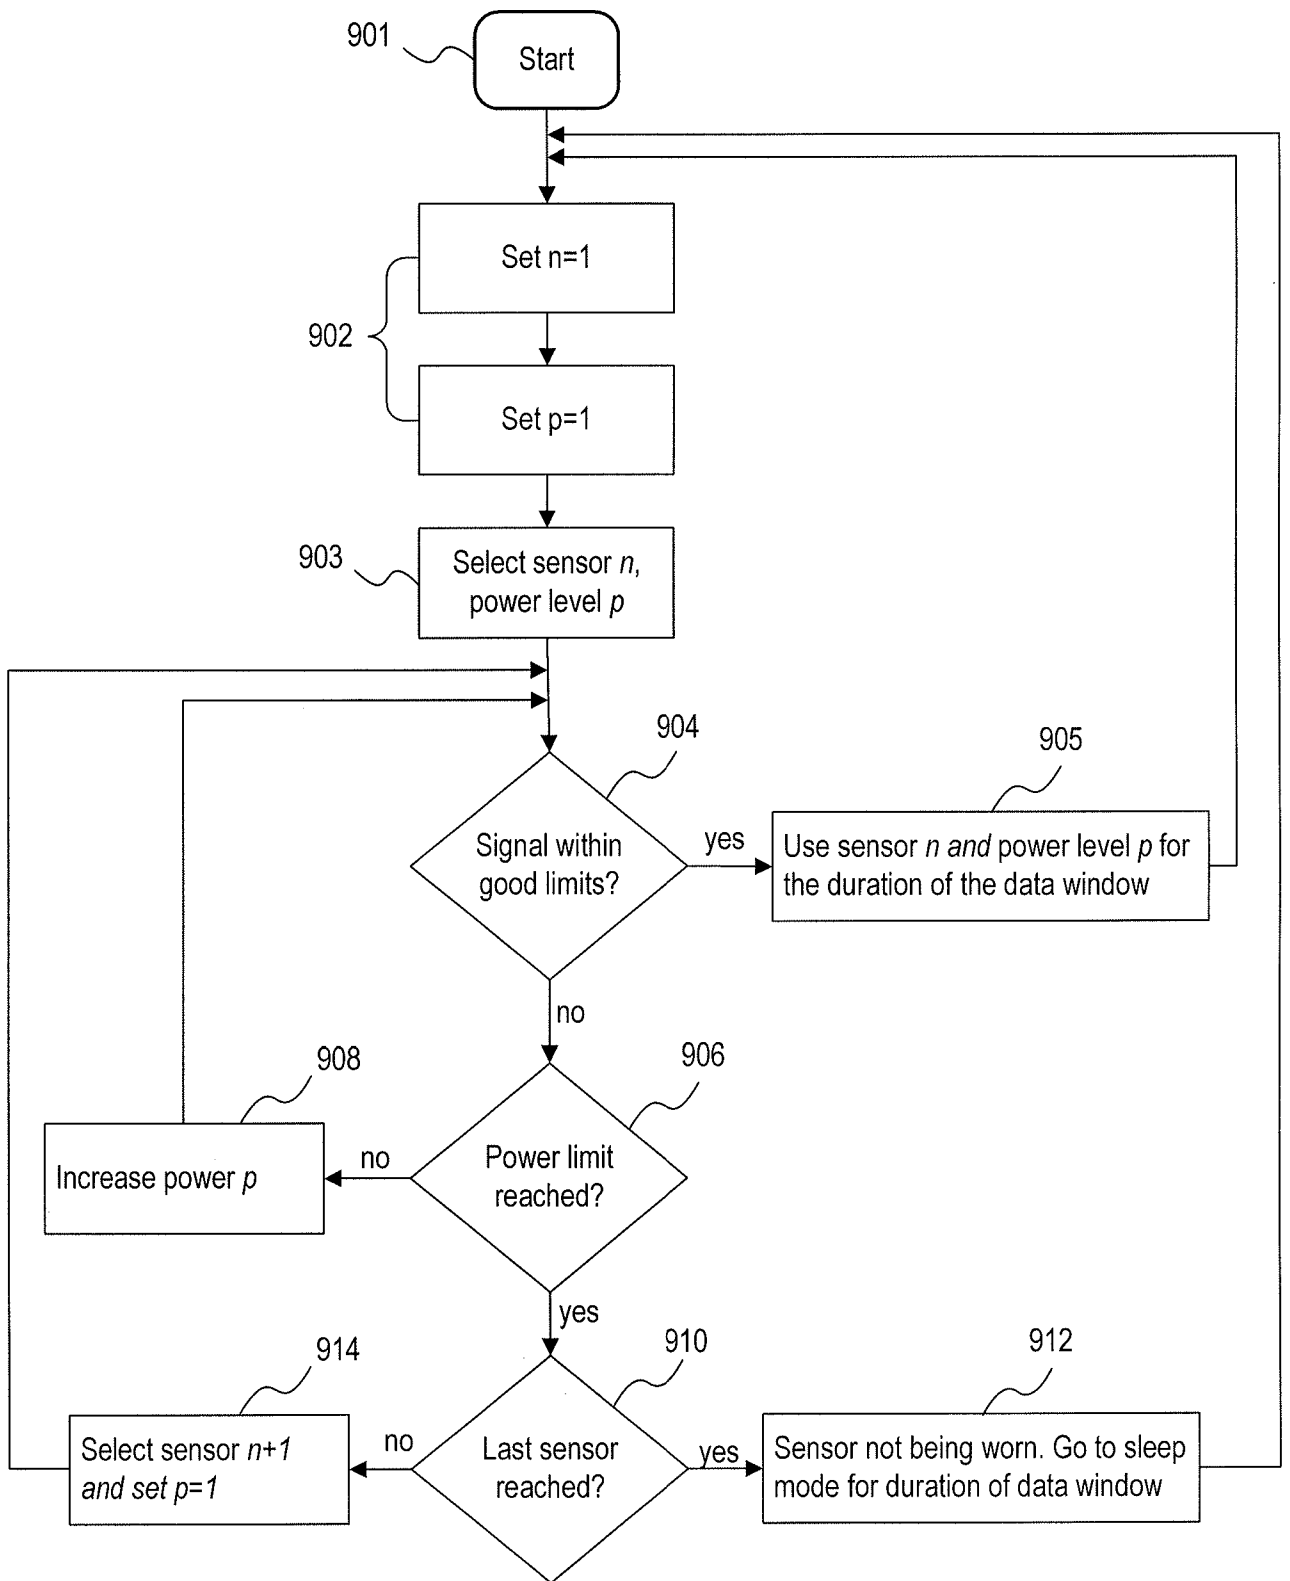 901
Start
Set n=1
902
Set p=1
903
Select sensor n,
power level p
904
905
Signal within
good limits?
yes
Use sensor n and power level p for
the duration of the data window
no
908
906
Increase power p
no
Power limit
reached?
yes
914
910
912
Select sensor n+1
and set p=1
no
Last sensor
reached?
yes
Sensor not being worn. Go to sleep
mode for duration of data window